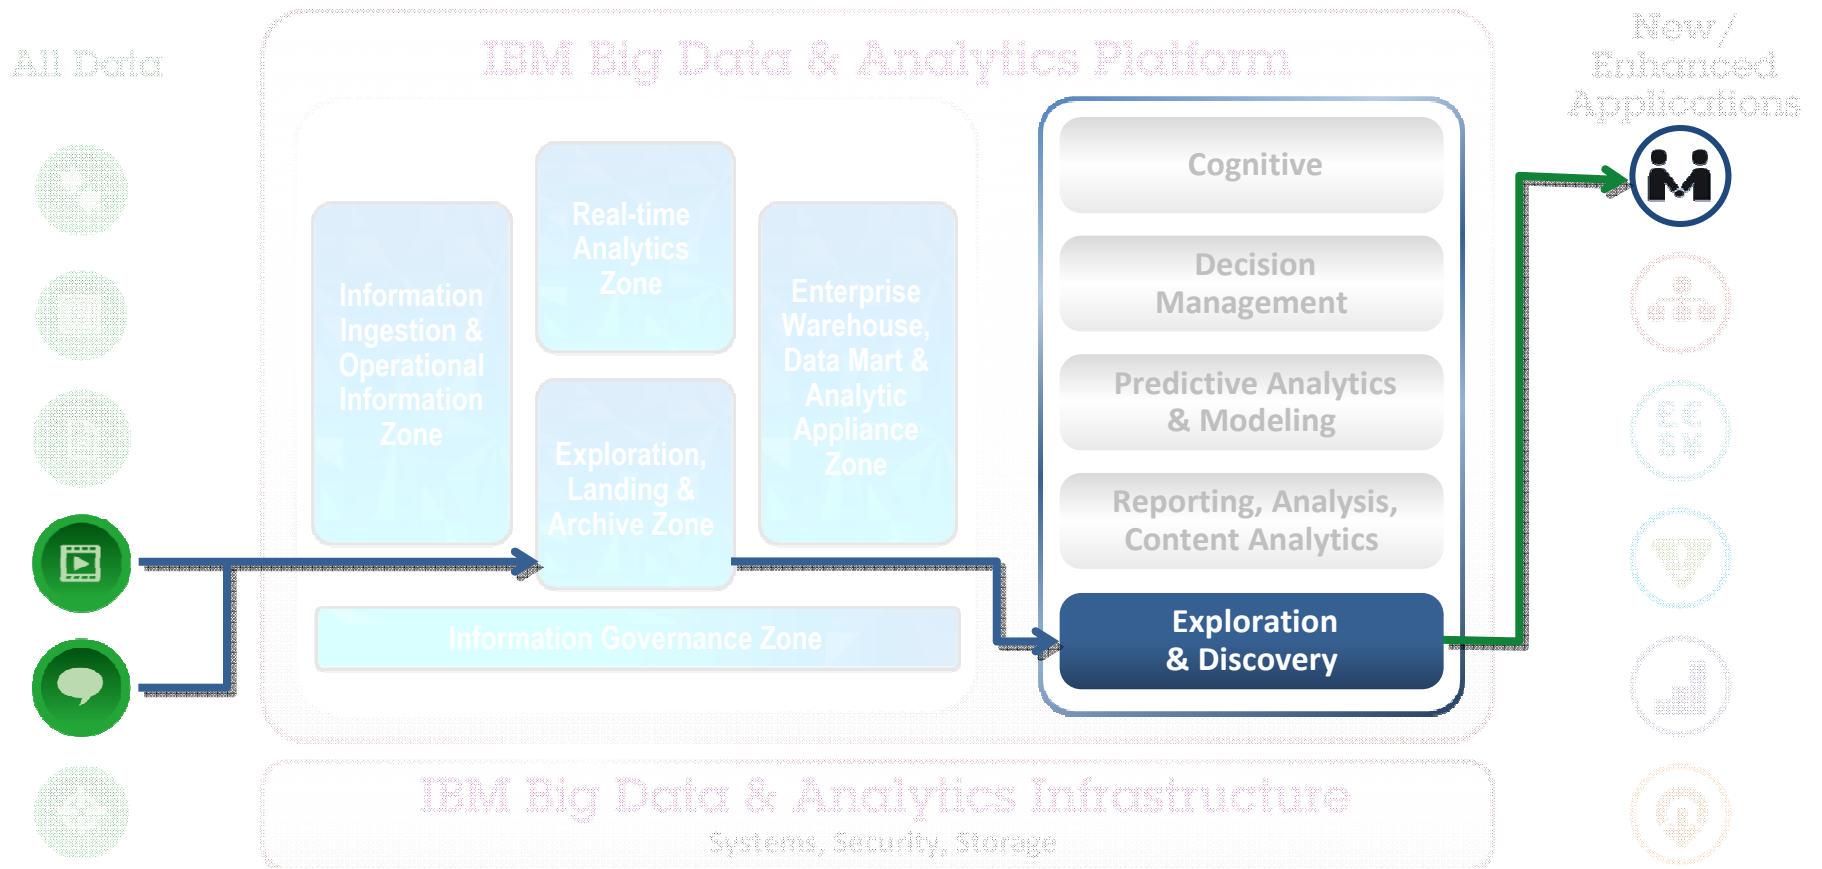 All Data
IBM Big Data & Analytics Platform
New/
Enhanced
Applications
Information
Ingestion &
Operational
Information
Zone
Real-time
Analytics
Zone
Exploration,
Landing &
Archive Zone
Enterprise
Warehouse,
Data Mart &
Analytic
Appliance
Zone
Information Governance Zone
Cognitive
Decision
Management
Predictive Analytics
& Modeling
Reporting, Analysis,
Content Analytics
Exploration
& Discovery
IBM Big Data & Analytics Infrastructure
Systems, Security, Storage